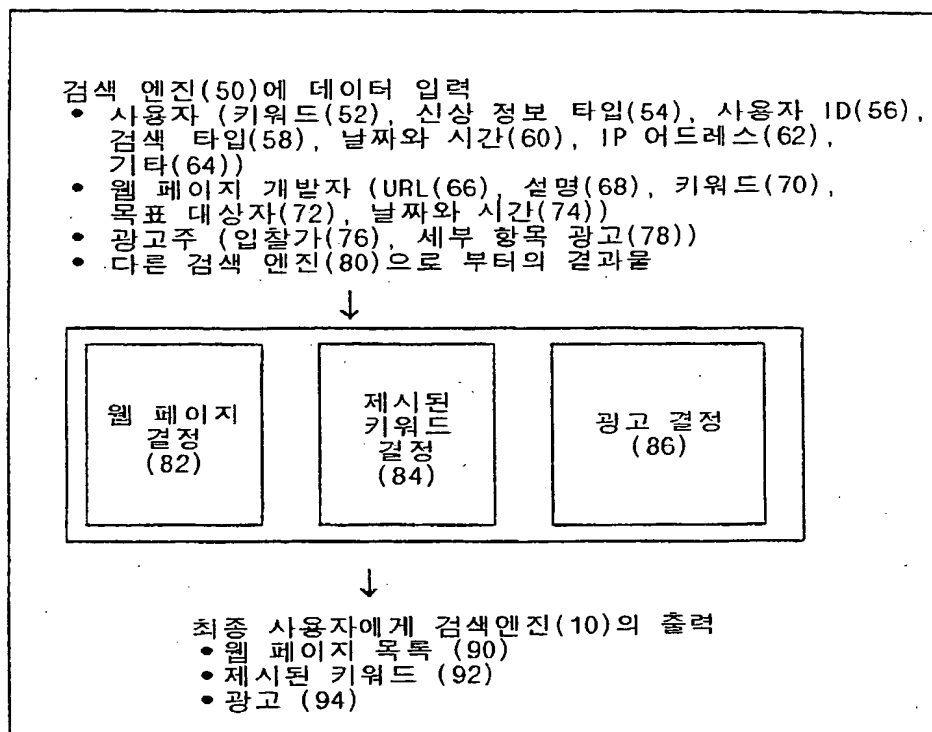 검색 엔진(50)에 데이터 입력
• 사용자 (키워드(52), 신상 정보 타입(54), 사용자 ID(56),
검색 타입(58), 날짜와 시간(60), IP 어드레스(62),
기타(64))
• 웹 페이지 개발자 (URL(66), 설명(68), 키워드(70),
목표 대상자(72), 날짜와 시간(74))
• 광고주 (입찰가(76), 세부 항목 광고(78))
• 다른 검색 엔진(80)으로 부터의 결과물
↓
웹 페이지
결정
(82)
제시된
키워드
결정
(84)
광고 결정
(86)
↓
최종 사용자에게 검색엔진(10)의 출력
• 웹 페이지 목록 (90)
• 제시된 키워드 (92)
• 광고 (94)